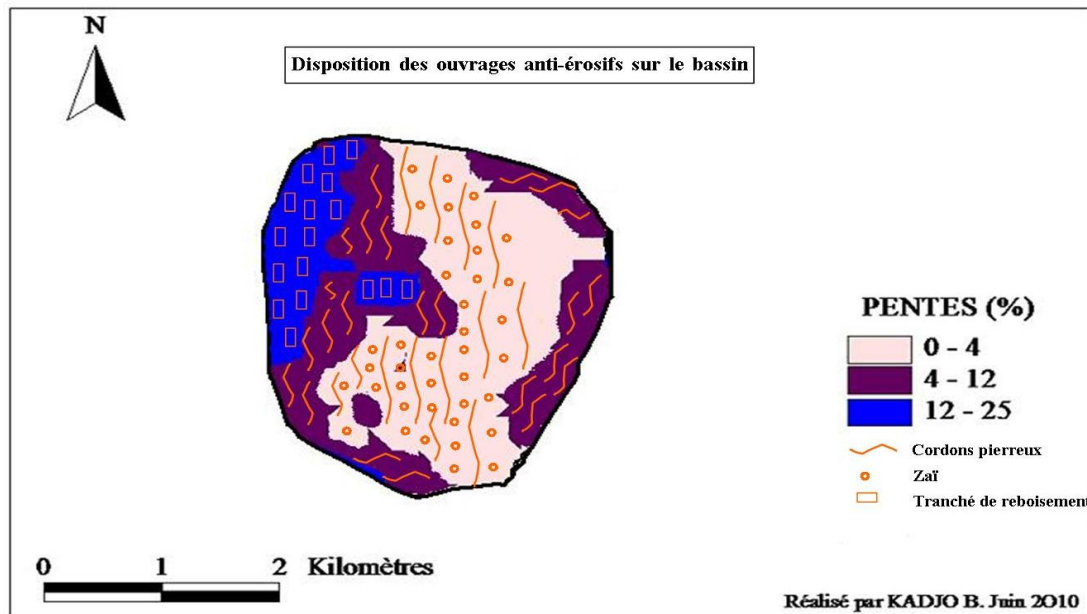 N
Disposition des ouvrages anti-érosifs sur le bassin
PENTES (%)
0 - 4
4 - 12
12 - 25
Cordons pierreux
Zaï
Tranché de reboisement
0 1 2 Kilomètres
Réalisé par KADJO B. Juin 2010